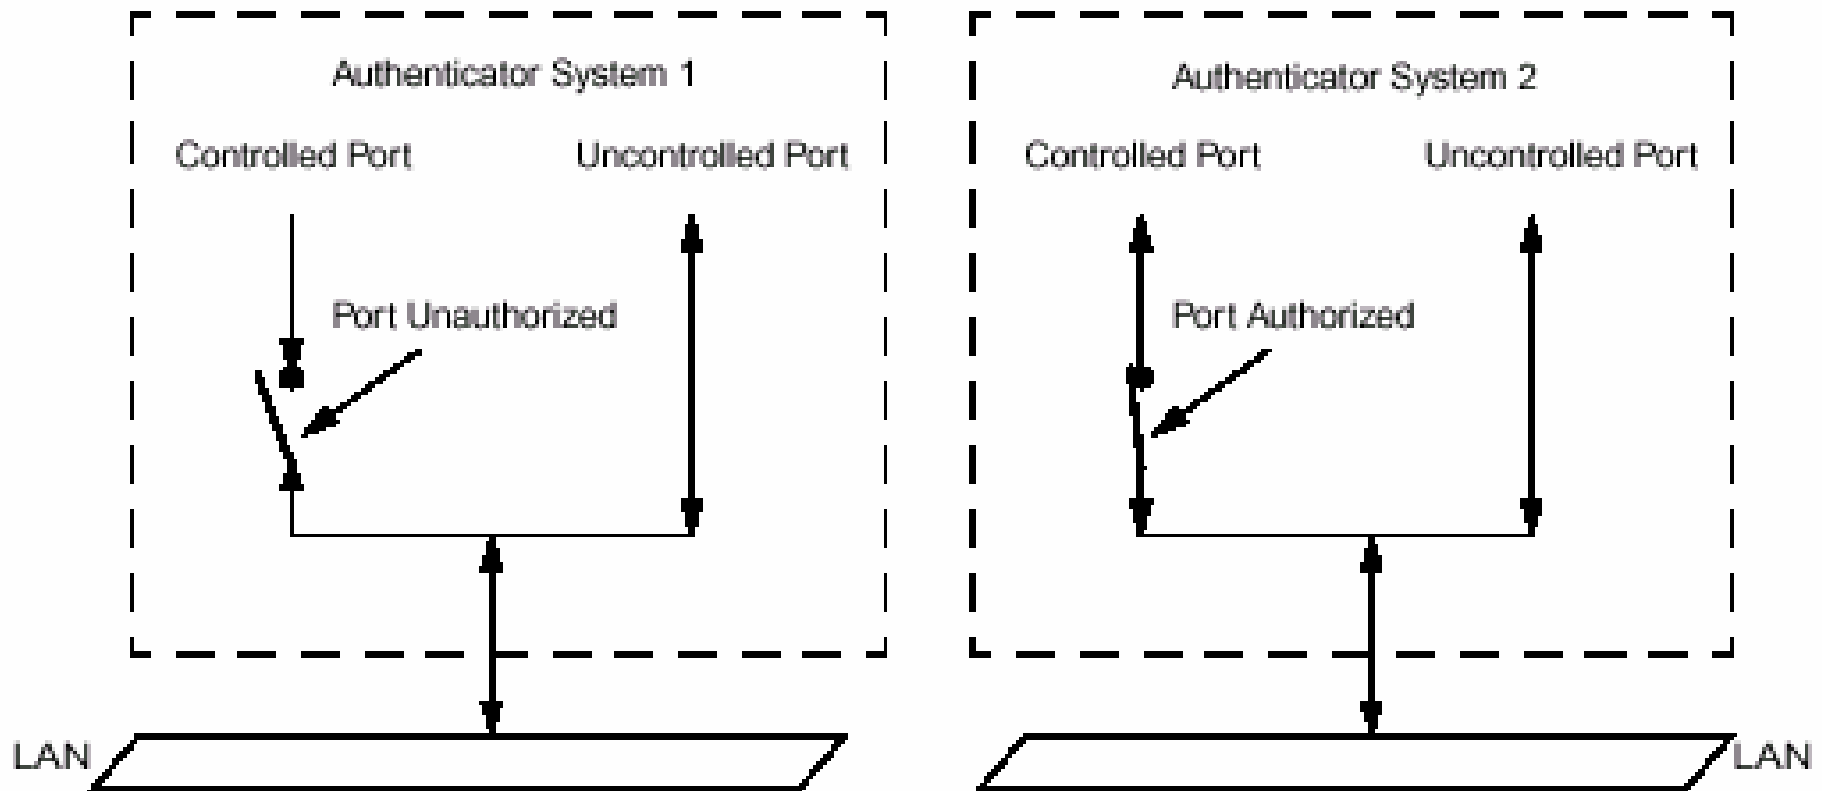 Authenticator System 1
Controlled Port
Uncontrolled Port
Port Unauthorized
LAN
Authenticator System 2
Controlled Port
Uncontrolled Port
Port Authorized
LAN